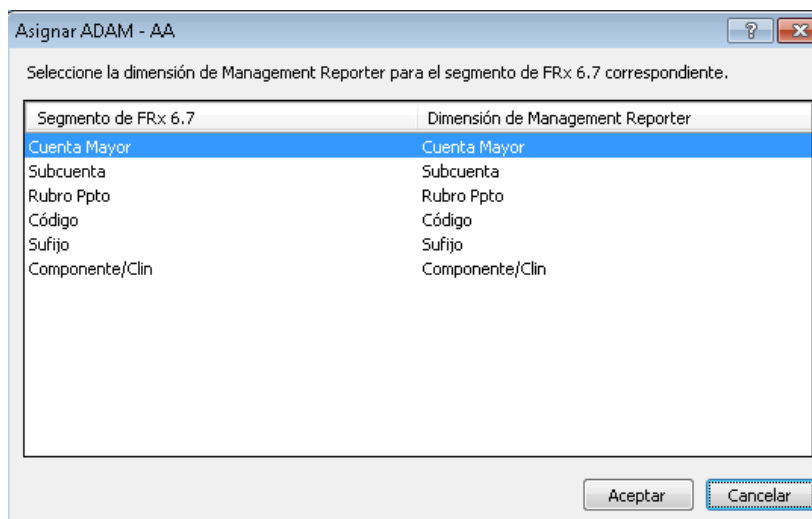 Asignar ADAM - AA
Seleccione la dimensión de Management Reporter para el segmento de FRx 6.7 correspondiente.
Segmento de FRx 6.7 Dimensión de Management Reporter
Cuenta Mayor Cuenta Mayor
Subcuenta Subcuenta
Rubro Ppto Rubro Ppto
Código Código
Sufijo Sufijo
Componente/Clin Componente/Clin
Aceptar Cancelar